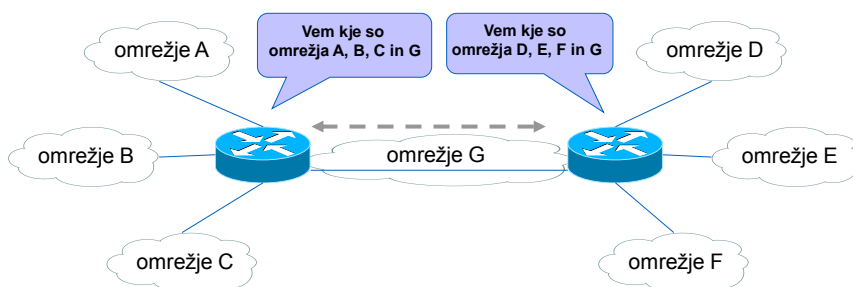 Vem kje so
omrežja A, B, C in G
Vem kje so
omrežja D, E, F in G
omrežje A
omrežje D
omrežje B
omrežje G
omrežje E
omrežje C
omrežje F